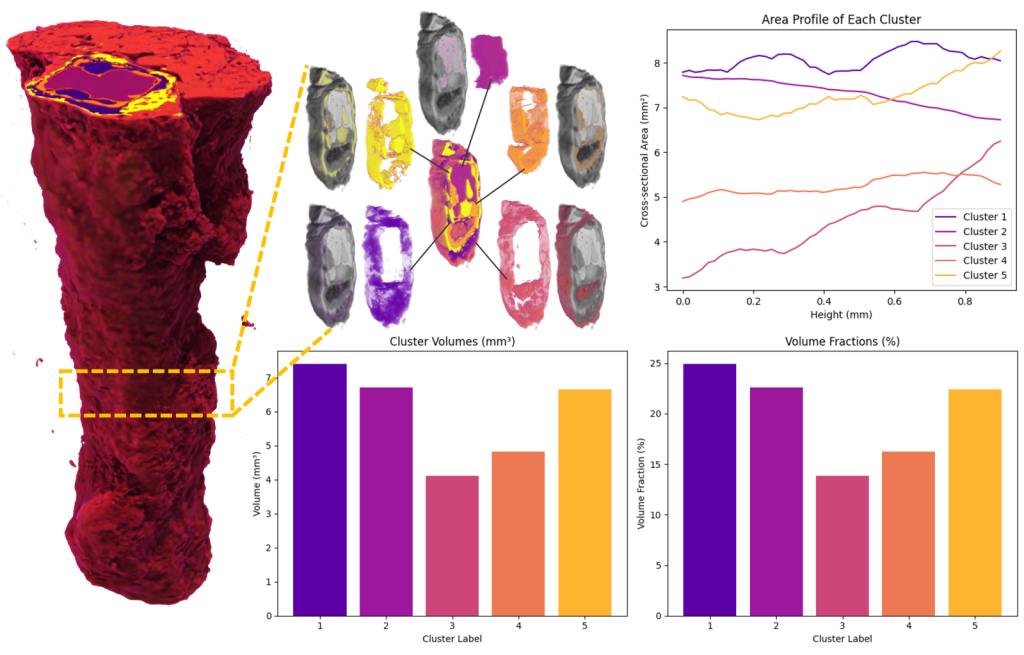 Area Profile of Each Cluster
Cross-sectional Area (mm²)
8
7
6
5
4
3
Cluster 1
Cluster 2
Cluster 3
Cluster 4
Cluster 5
0.0 0.2 0.4 0.6 0.8
Height (mm)
Cluster Volumes (mm³)
Volume (mm³)
7
6
5
4
3
2
1
0
1 2 3 4 5
Cluster Label
Volume Fractions (%)
Volume Fraction (%)
25
20
15
10
5
0
1 2 3 4 5
Cluster Label